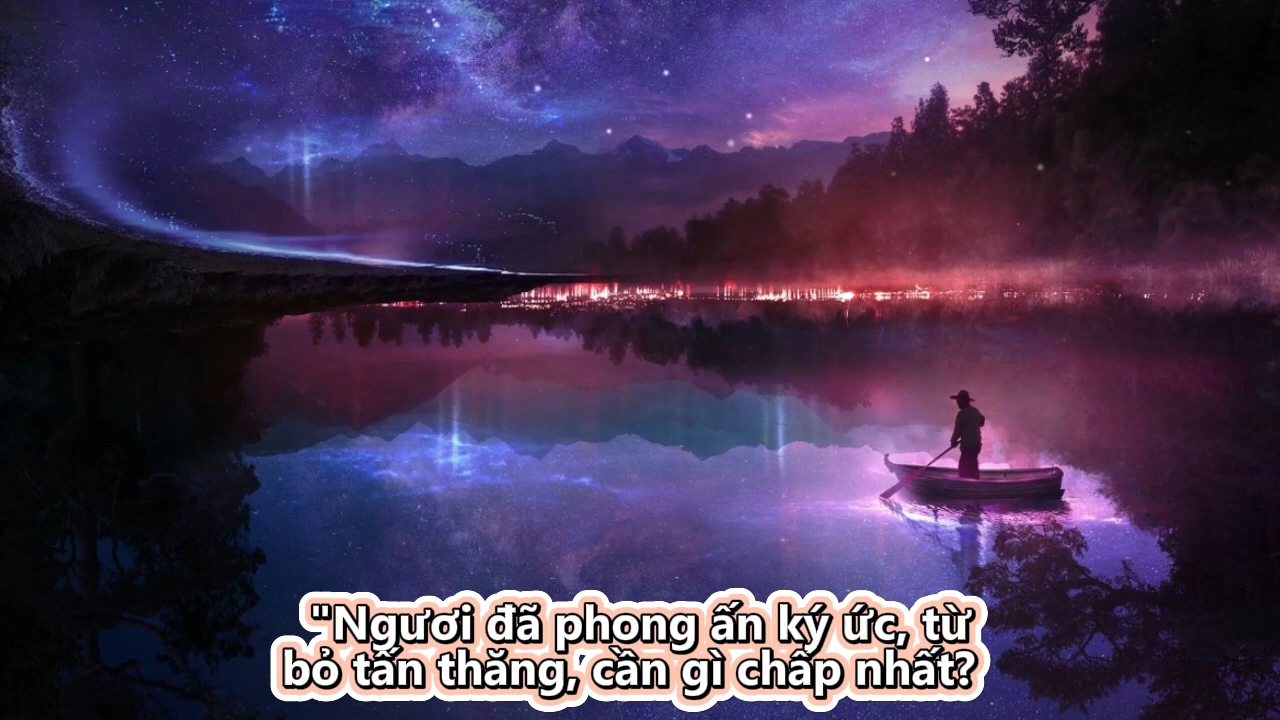 "Ngươi đã phong ấn ký ức, từ
bỏ tấn thăng, cần gì chấp nhất?